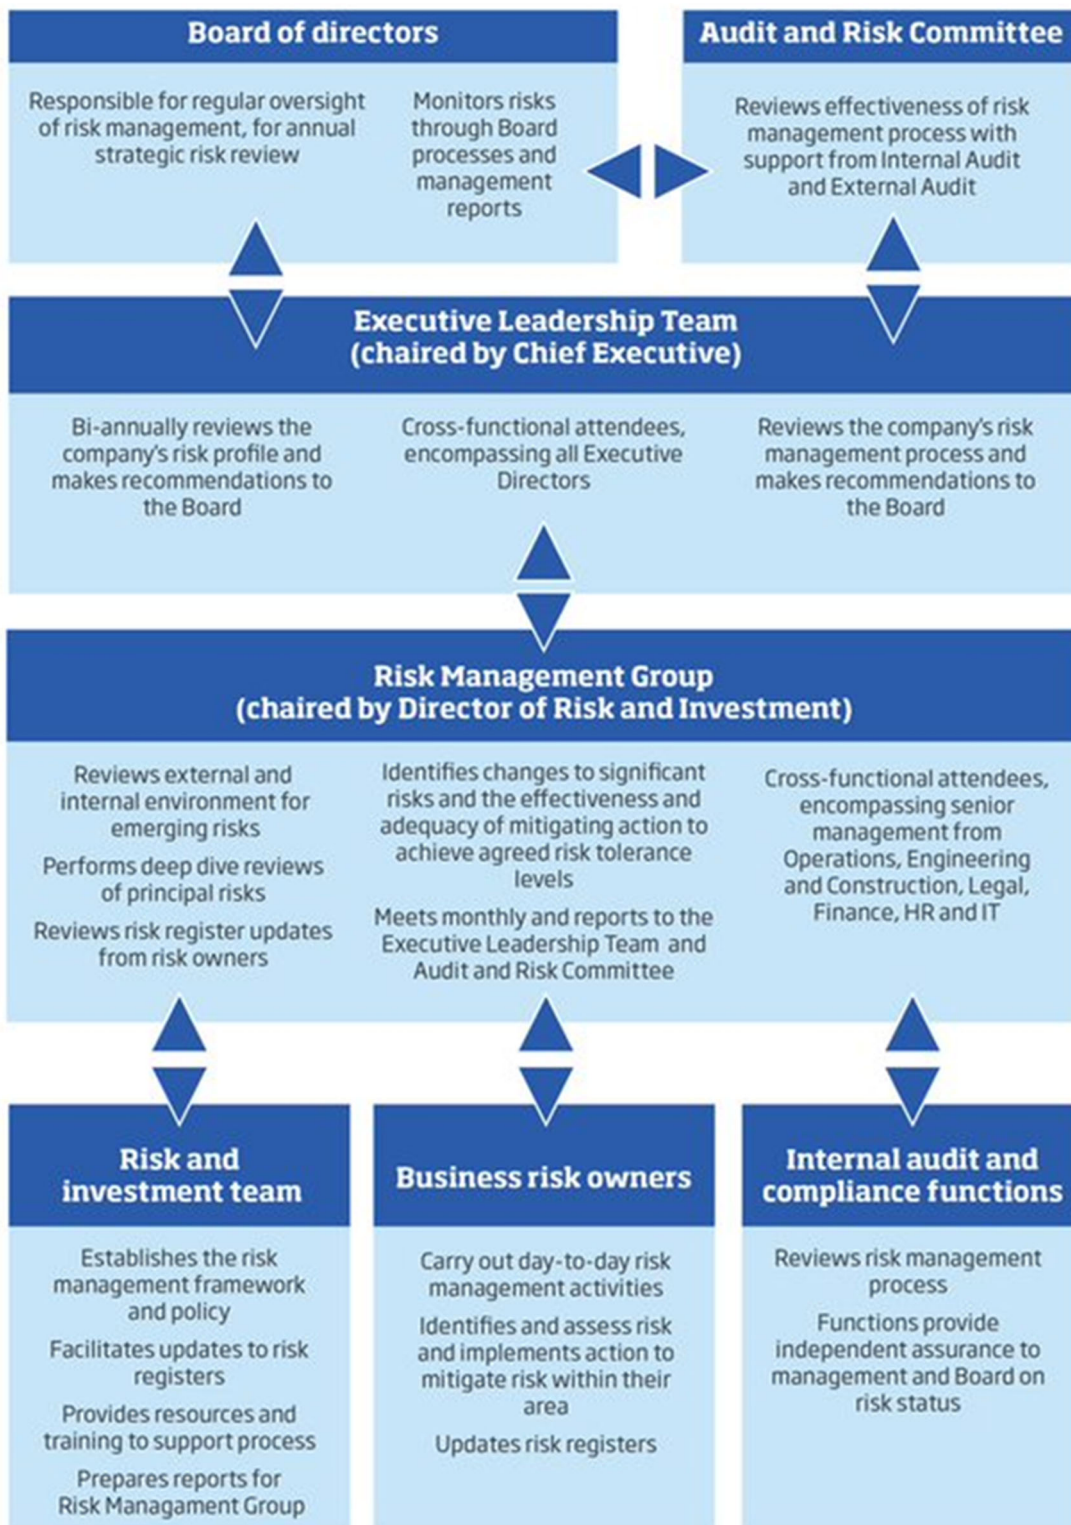 Board of directors
Responsible for regular oversight
of risk management, for annual
strategic risk review
Monitors risks
through Board
processes and
management
reports
Audit and Risk Committee
Reviews effectiveness of risk
management process with
support from Internal Audit
and External Audit
Executive Leadership Team
(chaired by Chief Executive)
Bi-annually reviews the
company's risk profile and
makes recommendations to
the Board
Cross-functional attendees,
encompassing all Executive
Directors
Reviews the company's risk
management process and
makes recommendations to
the Board
Risk Management Group
(chaired by Director of Risk and Investment)
Reviews external and
internal environment for
emerging risks
Performs deep dive reviews
of principal risks
Reviews risk register updates
from risk owners
Identifies changes to significant
risks and the effectiveness and
adequacy of mitigating action to
achieve agreed risk tolerance
levels
Meets monthly and reports to the
Executive Leadership Team and
Audit and Risk Committee
Cross-functional attendees,
encompassing senior
management from
Operations, Engineering
and Construction, Legal,
Finance, HR and IT
Risk and
investment team
Establishes the risk
management framework
and policy
Facilitates updates to risk
registers
Provides resources and
training to support process
Prepares reports for
Risk Managament Group
Business risk owners
Carry out day-to-day risk
management activities
Identifies and assess risk
and implements action to
mitigate risk within their
area
Updates risk registers
Internal audit and
compliance functions
Reviews risk management
process
Functions provide
independent assurance to
management and Board on
risk status